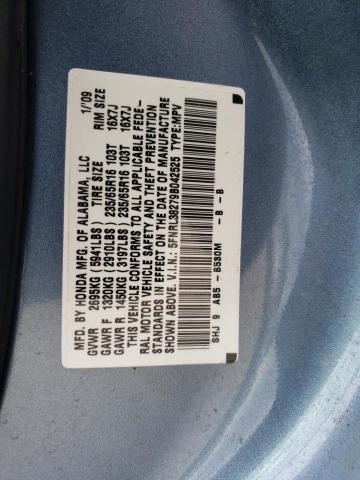 MFD. BY HONDA MFG. OF ALABAMA, LLC 1/'09
GVWR 2695KG (5941LBS) TIRE SIZE RIM SIZE
GAWR F 1320KG (2910LBS) 235/65R16 103T 16X7J
GAWR R 1450KG (3197LBS) 235/65R16 103T 16X7J
THIS VEHICLE CONFORMS TO ALL APPLICABLE FEDE-
RAL MOTOR VEHICLE SAFETY AND THEFT PREVENTION
STANDARDS IN EFFECT ON THE DATE OF MANUFACTURE
SHOWN ABOVE. V.I.N.: 5FNRL38279B042525 TYPE:MPV
SHJ 9 AB5 - B530M - B - B